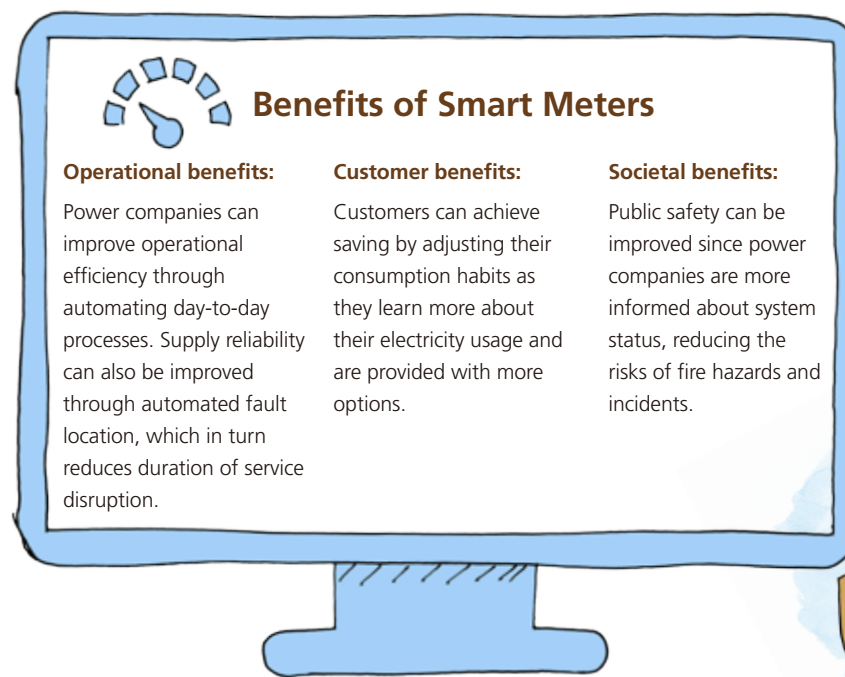 Benefits of Smart Meters
Operational benefits:
Power companies can
improve operational
efficiency through
automating day-to-day
processes. Supply reliability
can also be improved
through automated fault
location, which in turn
reduces duration of service
disruption.
Customer benefits:
Customers can achieve
saving by adjusting their
consumption habits as
they learn more about
their electricity usage and
are provided with more
options.
Societal benefits:
Public safety can be
improved since power
companies are more
informed about system
status, reducing the
risks of fire hazards and
incidents.